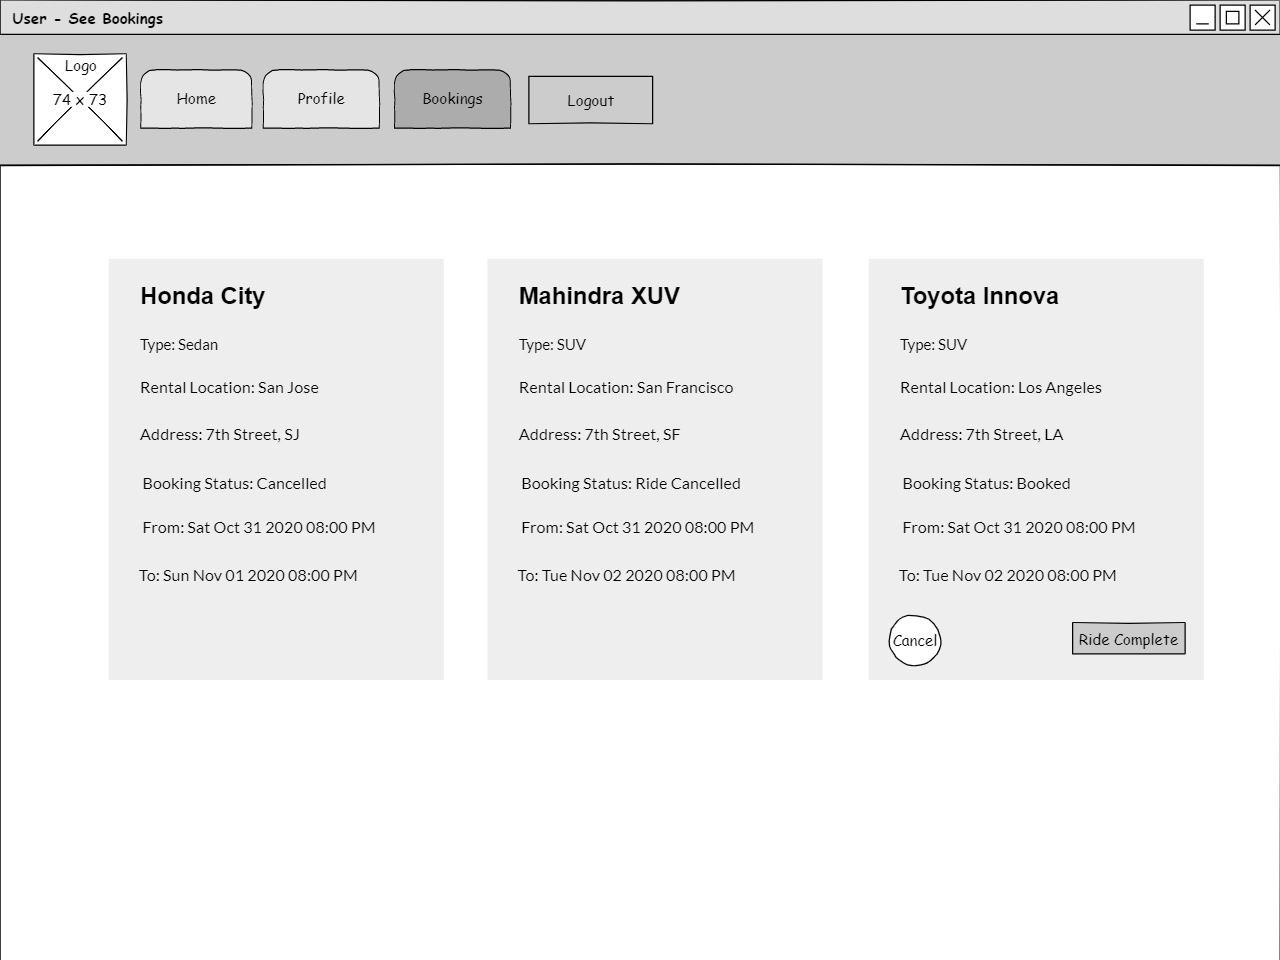 User - See Bookings
Logo
74 x 73
Home
Profile
Bookings
Logout
Honda City
Type: Sedan
Rental Location: San Jose
Address: 7th Street, SJ
Booking Status: Cancelled
From: Sat Oct 31 2020 08:00 PM
To: Sun Nov 01 2020 08:00 PM
Mahindra XUV
Type: SUV
Rental Location: San Francisco
Address: 7th Street, SF
Booking Status: Ride Cancelled
From: Sat Oct 31 2020 08:00 PM
To: Tue Nov 02 2020 08:00 PM
Toyota Innova
Type: SUV
Rental Location: Los Angeles
Address: 7th Street, LA
Booking Status: Booked
From: Sat Oct 31 2020 08:00 PM
To: Tue Nov 02 2020 08:00 PM
Cancel
Ride Complete